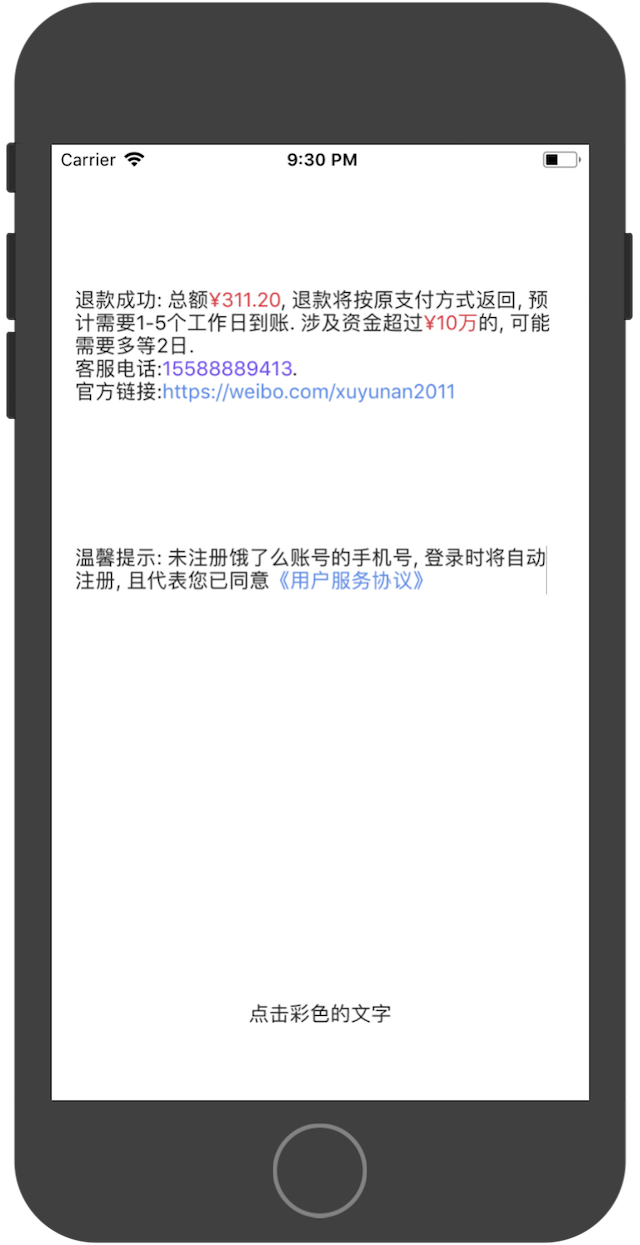 Carrier 9:30 PM
退款成功: 总额¥311.20, 退款将按原支付方式返回, 预
计需要1-5个工作日到账. 涉及资金超过¥10万的, 可能
需要多等2日.
客服电话:15588889413.
官方链接:https://weibo.com/xuyunan2011
温馨提示: 未注册饿了么账号的手机号, 登录时将自动
注册, 且代表您已同意《用户服务协议》
点击彩色的文字